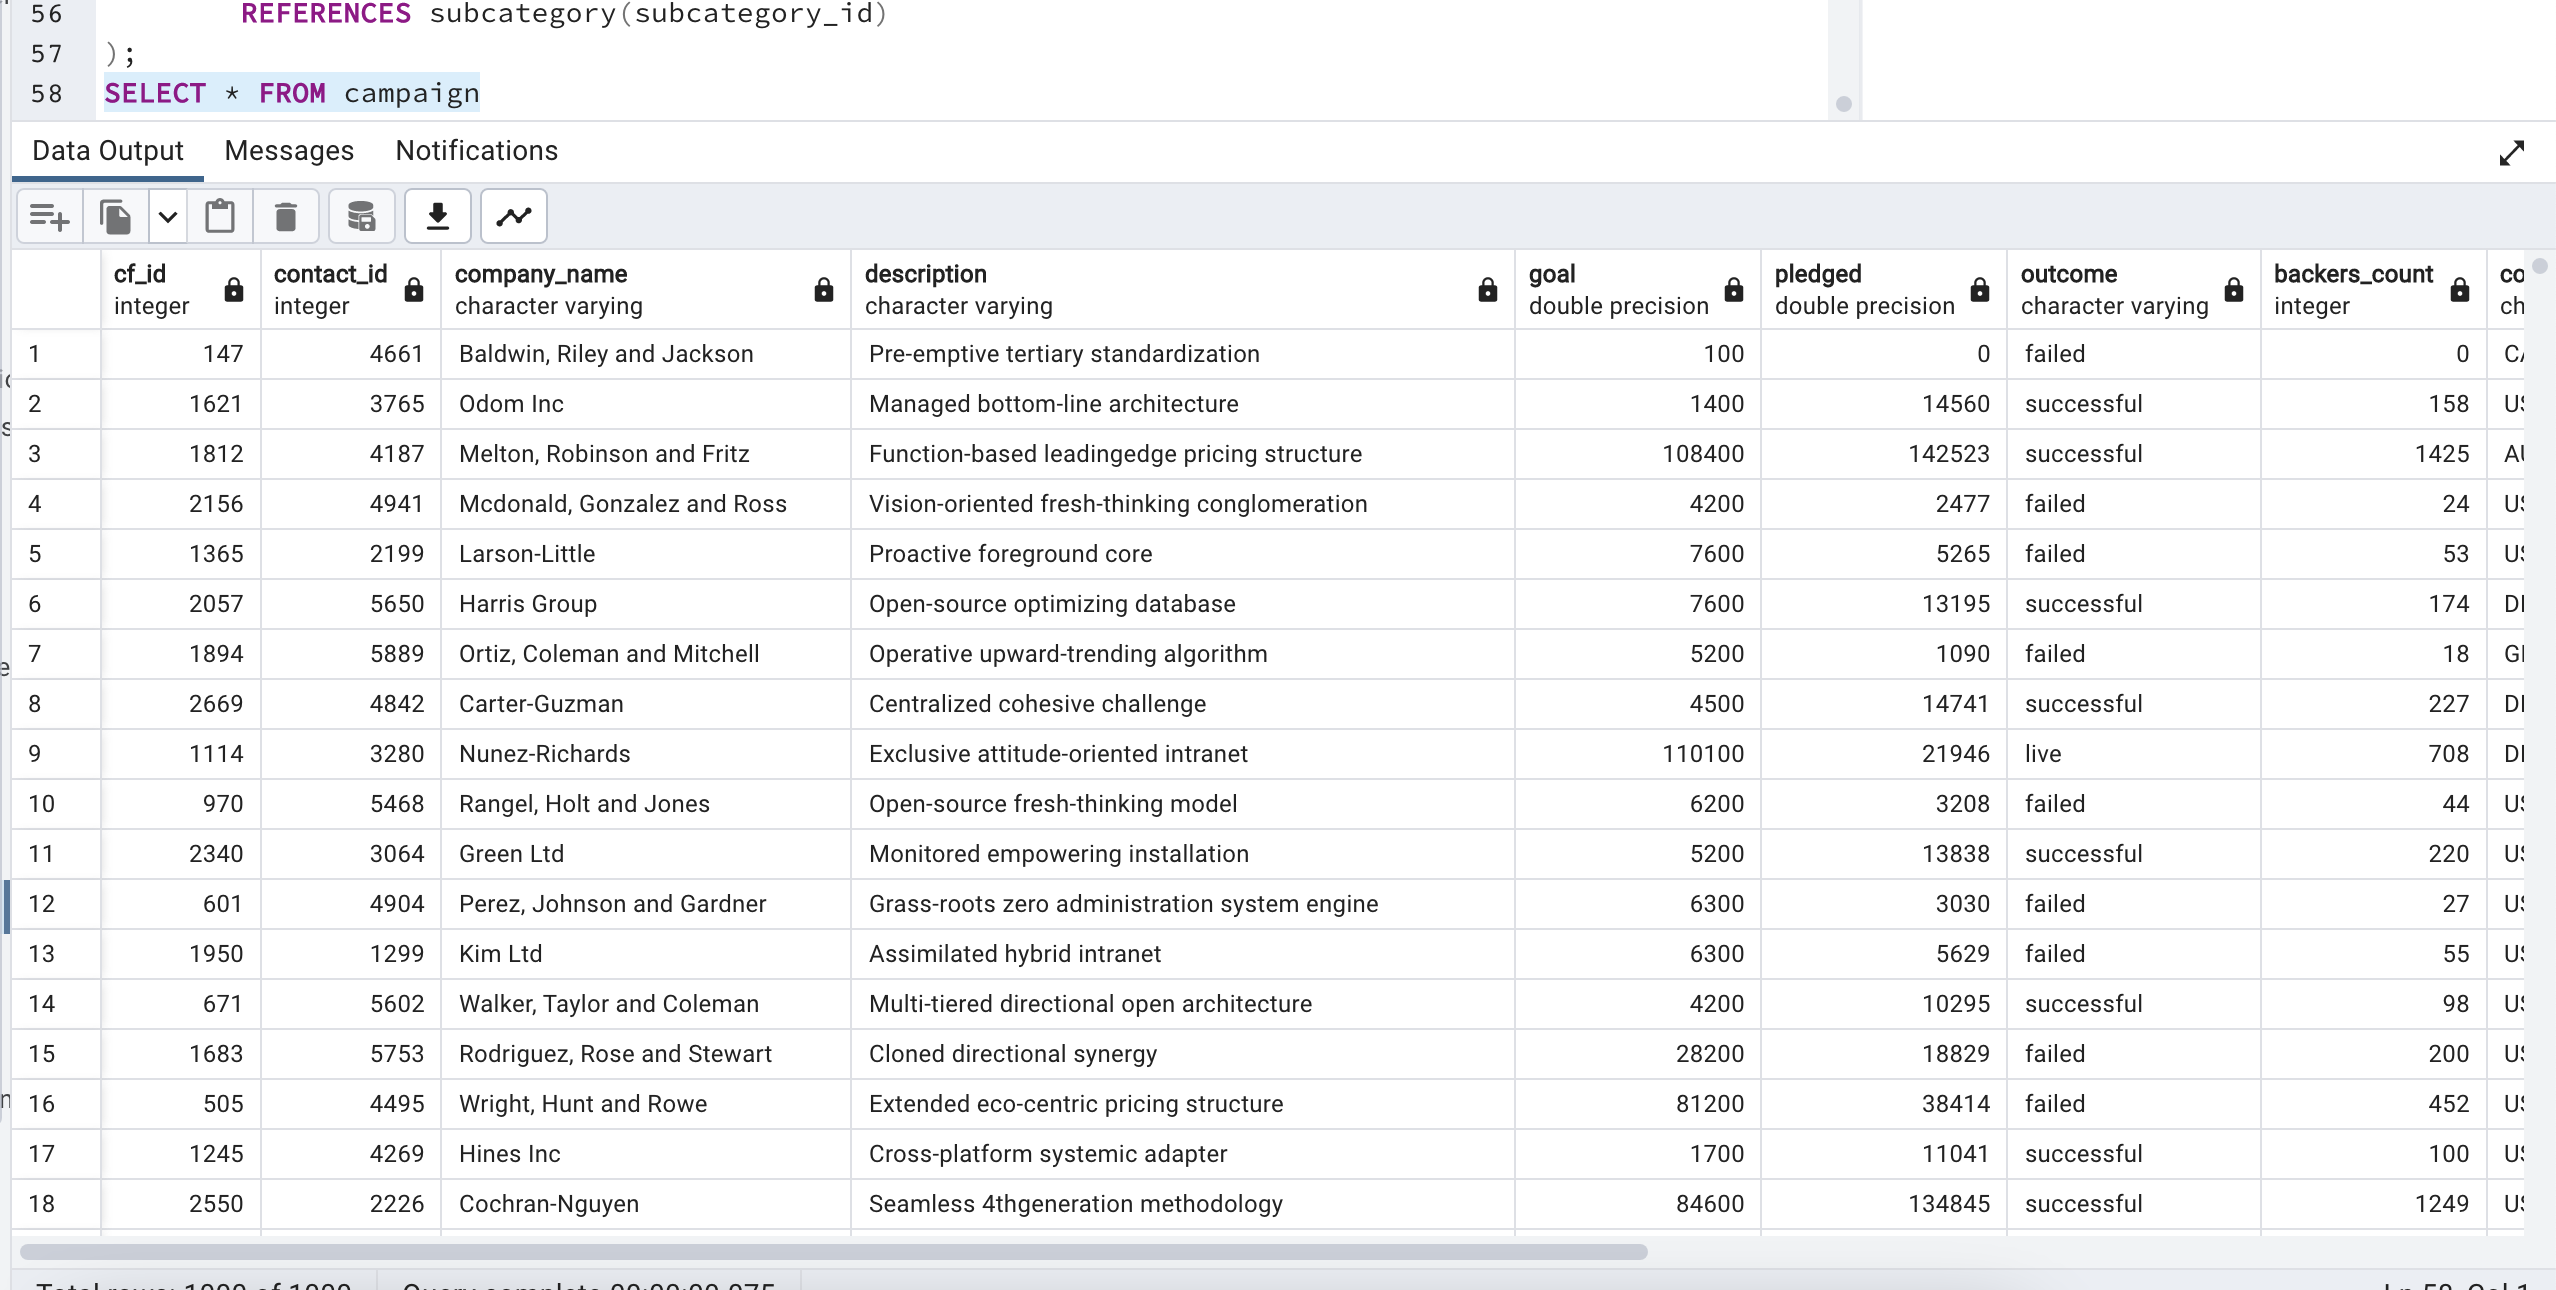 56 REFERENCES subcategory(subcategory_id)
57 );
58 SELECT * FROM campaign
Data Output Messages Notifications
cf_id contact_id company_name description goal pledged outcome backers_count
integer integer character varying character varying double precision double precision character varying integer
1 147 4661 Baldwin, Riley and Jackson Pre-emptive tertiary standardization 100 0 failed 0
2 1621 3765 Odom Inc Managed bottom-line architecture 1400 14560 successful 158
3 1812 4187 Melton, Robinson and Fritz Function-based leadingedge pricing structure 108400 142523 successful 1425
4 2156 4941 Mcdonald, Gonzalez and Ross Vision-oriented fresh-thinking conglomeration 4200 2477 failed 24
5 1365 2199 Larson-Little Proactive foreground core 7600 5265 failed 53
6 2057 5650 Harris Group Open-source optimizing database 7600 13195 successful 174
7 1894 5889 Ortiz, Coleman and Mitchell Operative upward-trending algorithm 5200 1090 failed 18
8 2669 4842 Carter-Guzman Centralized cohesive challenge 4500 14741 successful 227
9 1114 3280 Nunez-Richards Exclusive attitude-oriented intranet 110100 21946 live 708
10 970 5468 Rangel, Holt and Jones Open-source fresh-thinking model 6200 3208 failed 44
11 2340 3064 Green Ltd Monitored empowering installation 5200 13838 successful 220
12 601 4904 Perez, Johnson and Gardner Grass-roots zero administration system engine 6300 3030 failed 27
13 1950 1299 Kim Ltd Assimilated hybrid intranet 6300 5629 failed 55
14 671 5602 Walker, Taylor and Coleman Multi-tiered directional open architecture 4200 10295 successful 98
15 1683 5753 Rodriguez, Rose and Stewart Cloned directional synergy 28200 18829 failed 200
16 505 4495 Wright, Hunt and Rowe Extended eco-centric pricing structure 81200 38414 failed 452
17 1245 4269 Hines Inc Cross-platform systemic adapter 1700 11041 successful 100
18 2550 2226 Cochran-Nguyen Seamless 4thgeneration methodology 84600 134845 successful 1249